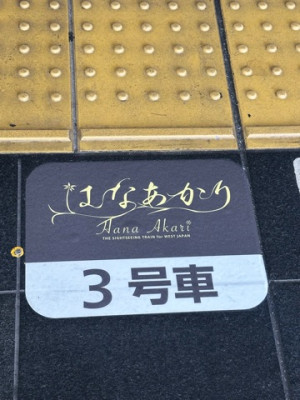 はなあかり
Hana Akari
THE SIGHTSEEING TRAIN for WEST JAPAN
3号車